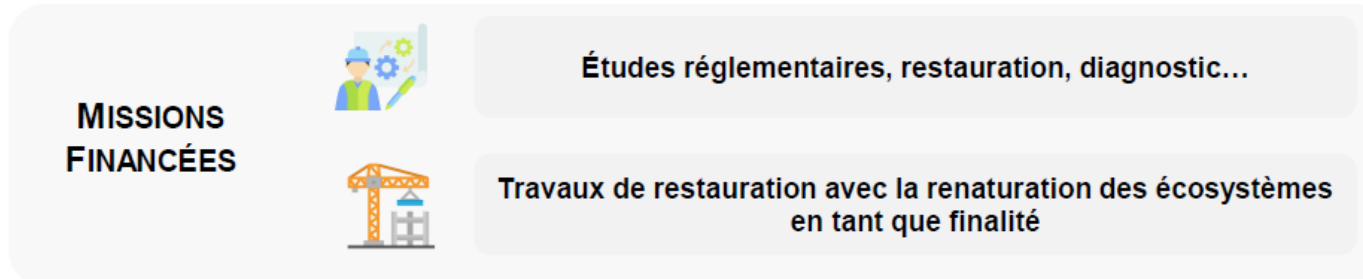 Études réglementaires, restauration, diagnostic…
MISSIONS
FINANCÉES
Travaux de restauration avec la renaturation des écosystèmes
en tant que finalité